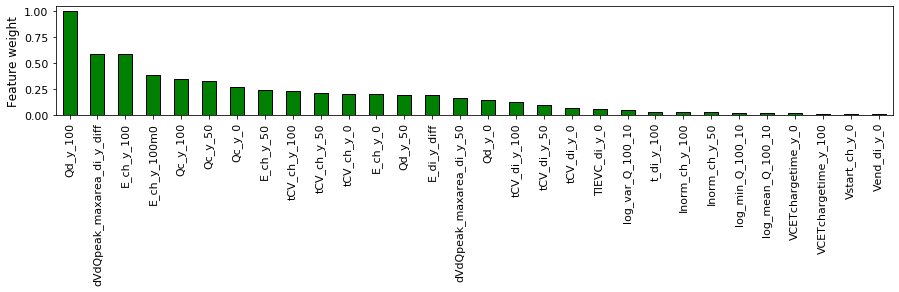 Feature weight
1.00
0.75
0.50
0.25
0.00
Qd_y_100
dVdQpeak_maxarea_di_y_diff
E_ch_y_100
E_ch_y_100m0
Qc_y_100
Qc_y_50
Qc_y_0
E_ch_y_50
tCV_ch_y_100
tCV_ch_y_50
tCV_ch_y_0
E_ch_y_0
Qd_y_50
E_di_y_diff
dVdQpeak_maxarea_di_y_50
Qd_y_0
tCV_di_y_100
tCV_di_y_50
tCV_di_y_0
TIEVC_di_y_0
log_var_Q_100_10
t_di_y_100
Inorm_ch_y_100
Inorm_ch_y_50
log_min_Q_100_10
log_mean_Q_100_10
VCETchargetime_y_0
VCETchargetime_y_100
Vstart_ch_y_0
Vend_di_y_0